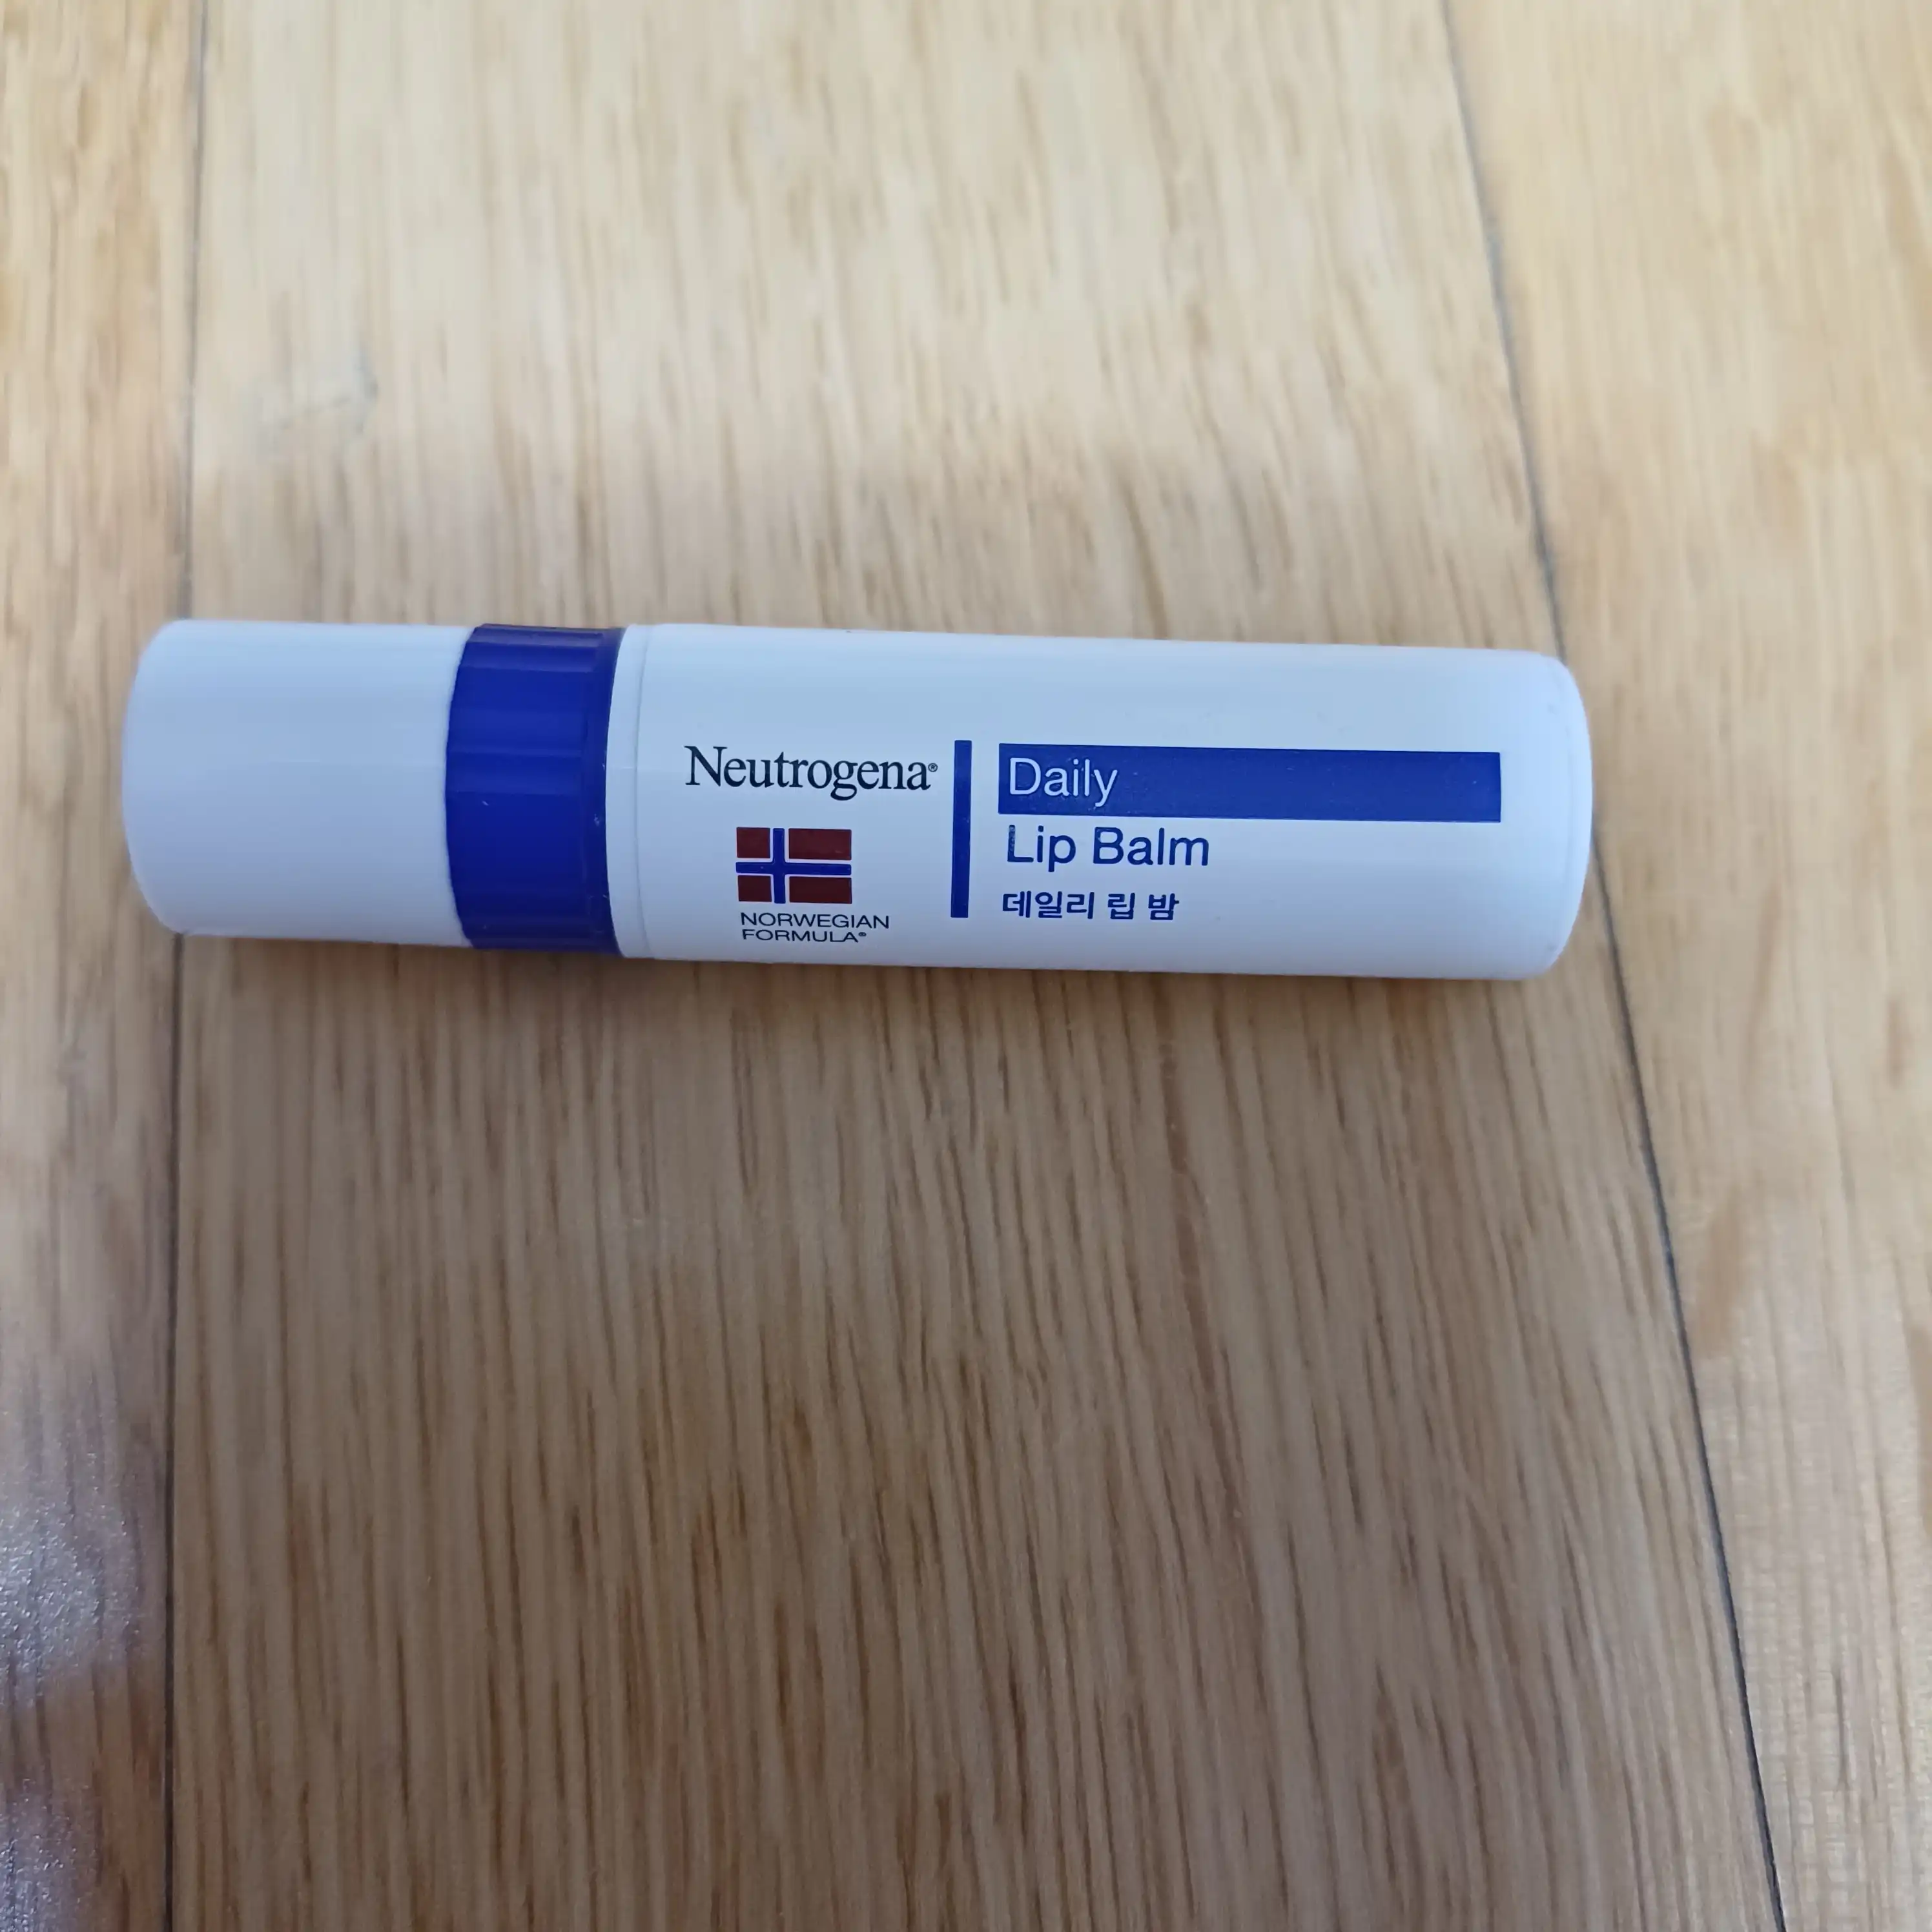 Neutrogena®
NORWEGIAN
FORMULA®
Daily
Lip Balm
데일리 립 밤